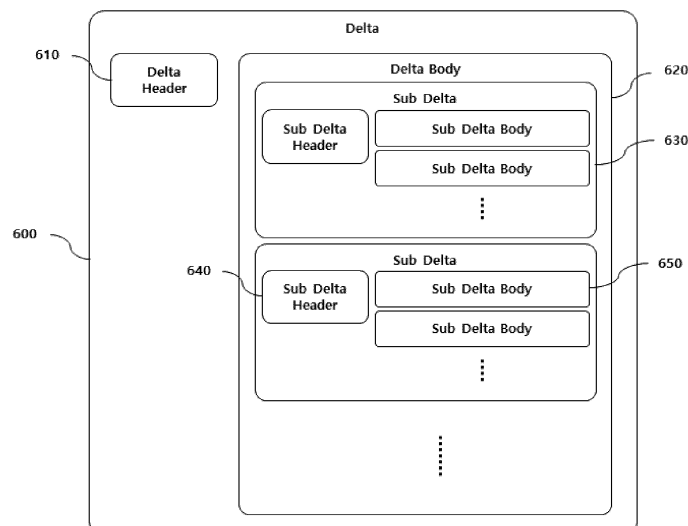 Delta
610
Delta
Header
Delta Body
620
Sub Delta
Sub Delta
Header
Sub Delta Body
Sub Delta Body
630
600
Sub Delta
640
Sub Delta
Header
Sub Delta Body
650
Sub Delta Body